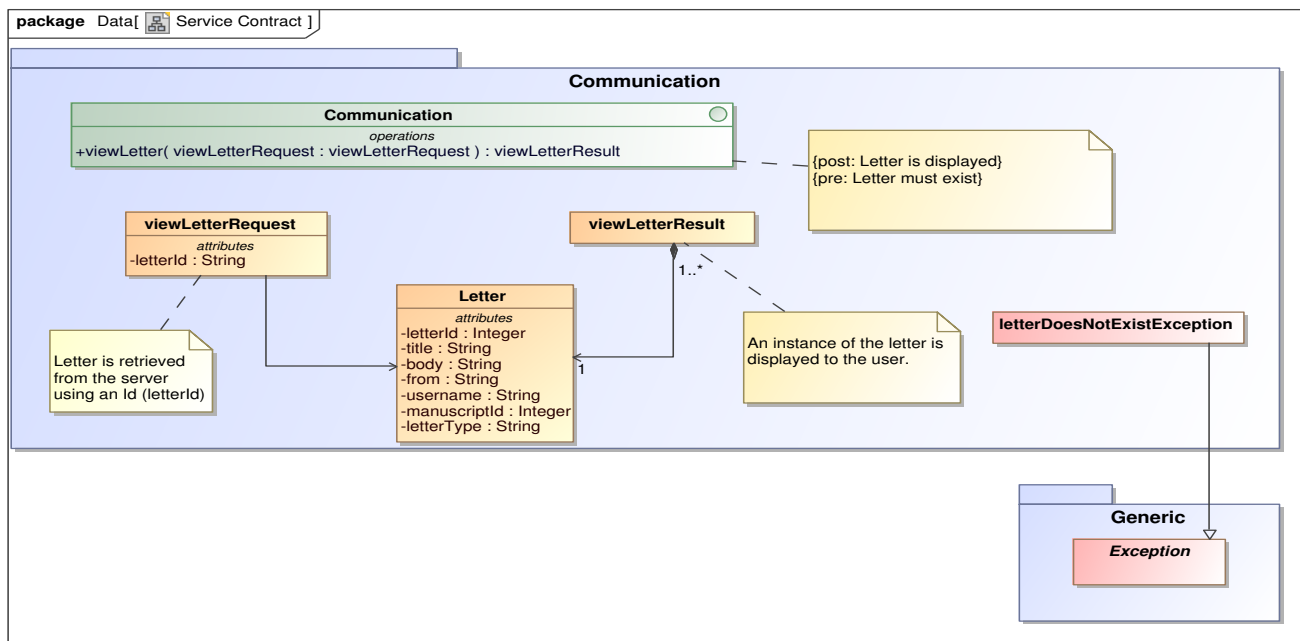 package Data[ Service Contract ]
Communication
Communication
operations
+viewLetter( viewLetterRequest : viewLetterRequest ) : viewLetterResult
{post: Letter is displayed}
{pre: Letter must exist}
viewLetterRequest
attributes
-letterId : String
viewLetterResult
1..*
Letter
attributes
-letterId : Integer
-title : String
-body : String
-from : String
-username : String
-manuscriptId : Integer
-letterType : String
1
Letter is retrieved
from the server
using an Id (letterId)
An instance of the letter is
displayed to the user.
letterDoesNotExistException
Generic
Exception